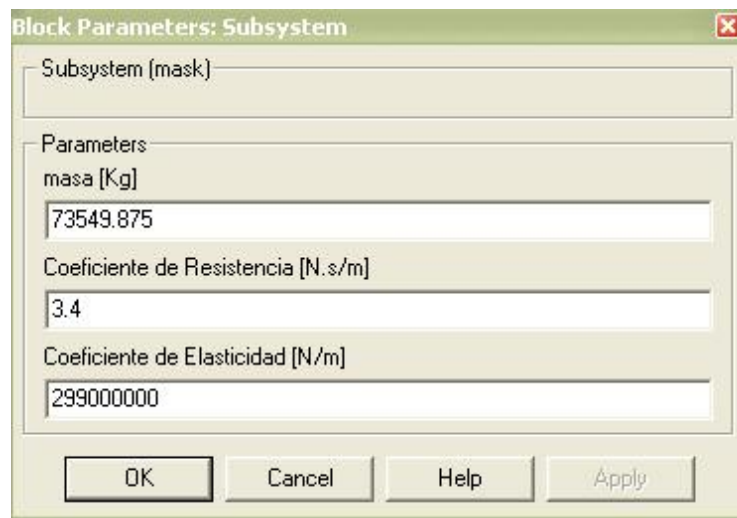 Block Parameters: Subsystem
Subsystem (mask)
Parameters
masa [Kg]
73549.875
Coeficiente de Resistencia [N.s/m]
3.4
Coeficiente de Elasticidad [N/m]
299000000
OK Cancel Help Apply